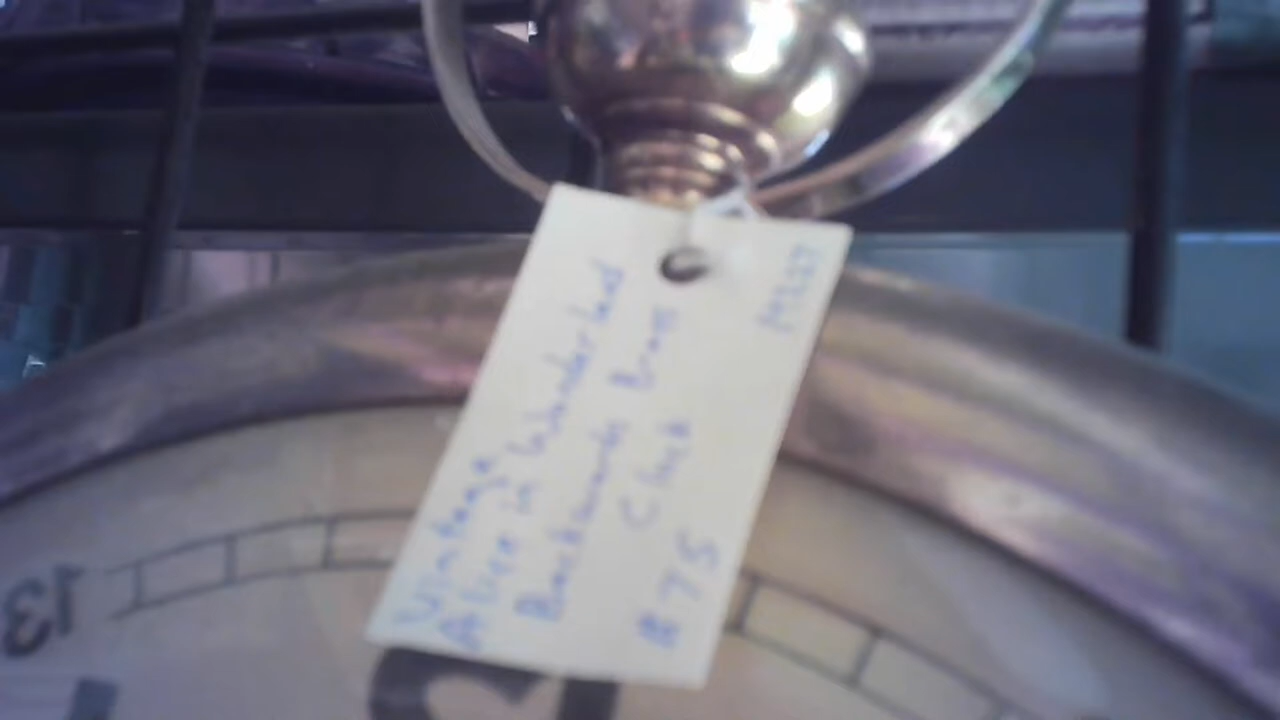 Vintage
Alice in Wonderland
Backwards Brass
Clock
$75
13